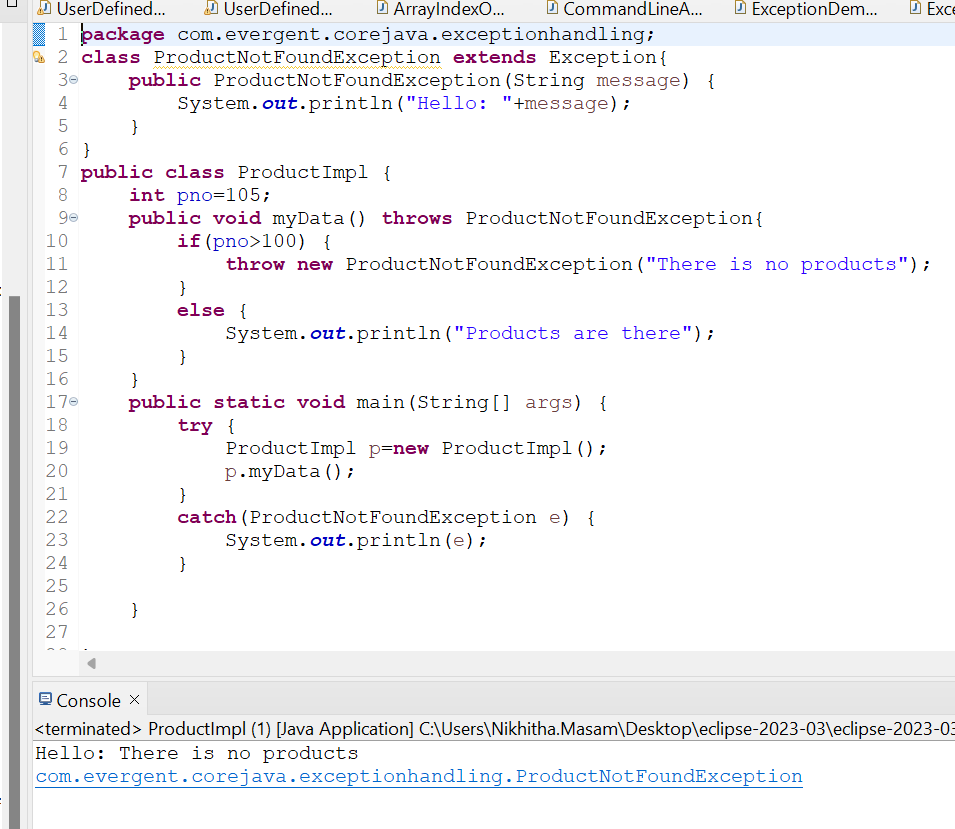 UserDefined... UserDefined... ArrayIndexO... CommandLineA... ExceptionDem... Exce
1 package com.evergent.corejava.exceptionhandling;
2 class ProductNotFoundException extends Exception{
3 public ProductNotFoundException(String message) {
4 System.out.println("Hello: "+message);
5 }
6 }
7 public class ProductImpl {
8 int pno=105;
9 public void myData() throws ProductNotFoundException{
10 if(pno>100) {
11 throw new ProductNotFoundException("There is no products");
12 }
13 else {
14 System.out.println("Products are there");
15 }
16 }
17 public static void main(String[] args) {
18 try {
19 ProductImpl p=new ProductImpl();
20 p.myData();
21 }
22 catch(ProductNotFoundException e) {
23 System.out.println(e);
24 }
25
26 }
27
Console ×
<terminated> ProductImpl (1) [Java Application] C:\Users\Nikhitha.Masam\Desktop\eclipse-2023-03\eclipse-2023-03
Hello: There is no products
com.evergent.corejava.exceptionhandling.ProductNotFoundException